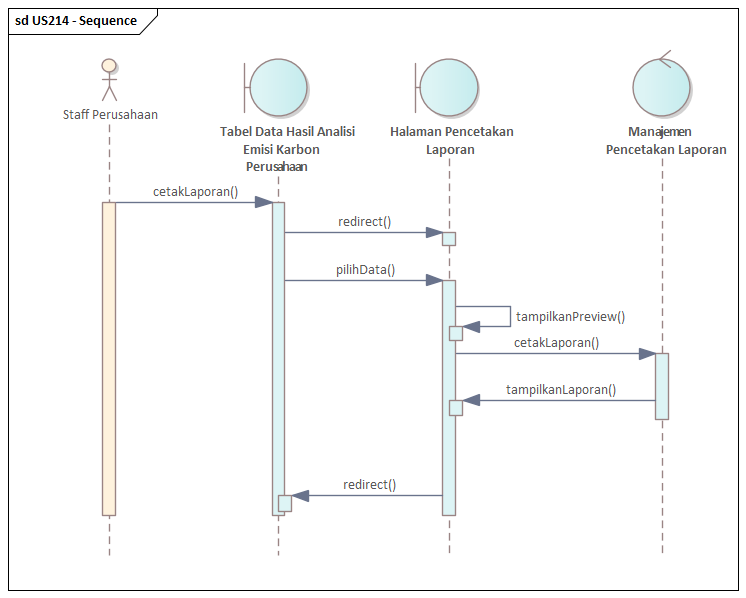 sd US214 - Sequence
Staff Perusahaan
Tabel Data Hasil Analisi
Emisi Karbon
Perusahaan
Halaman Pencetakan
Laporan
Manajemen
Pencetakan Laporan
cetakLaporan()
redirect()
pilihData()
tampilkanPreview()
cetakLaporan()
tampilkanLaporan()
redirect()